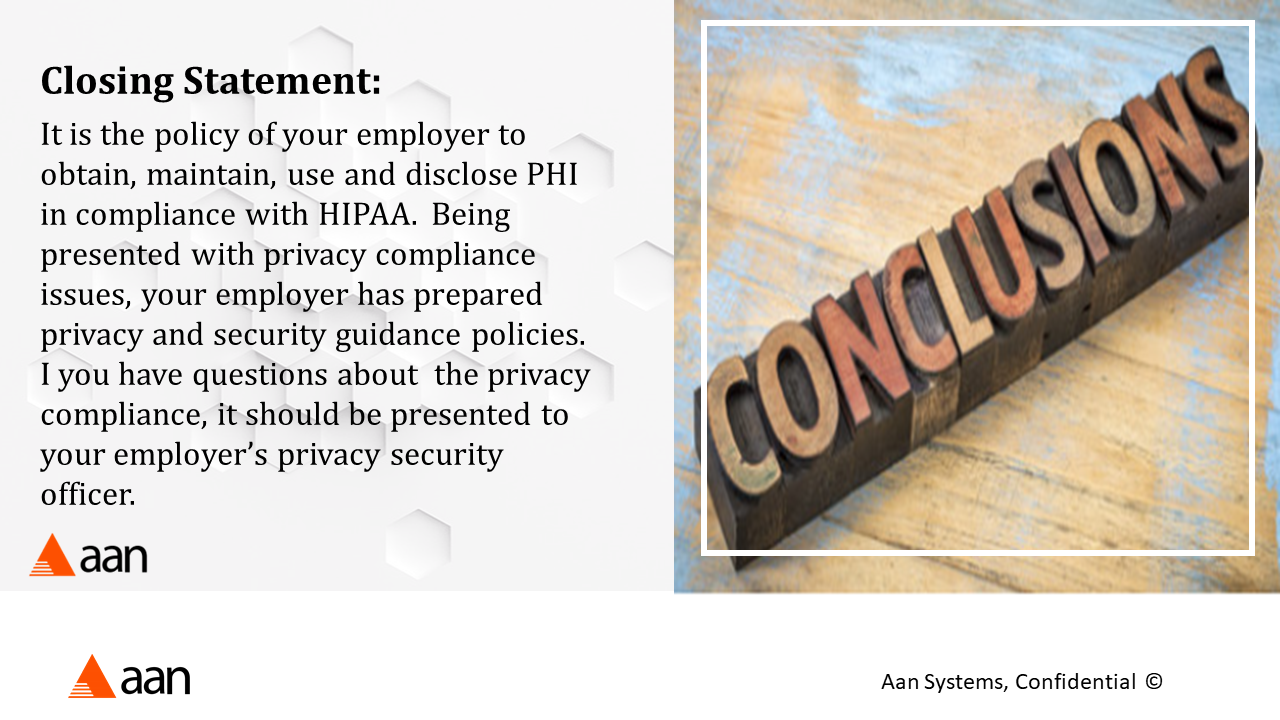 Closing Statement:
It is the policy of your employer to
obtain, maintain, use and disclose PHI
in compliance with HIPAA.  Being
presented with privacy compliance
issues, your employer has prepared
privacy and security guidance policies.
I you have questions about  the privacy
compliance, it should be presented to
your employer’s privacy security
officer.
aan
CONCLUSIONS
aan
Aan Systems, Confidential ©